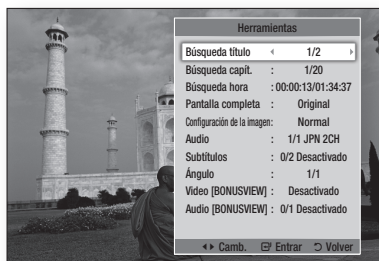 Herramientas
Búsqueda título ◂ 1/2 ▸
Búsqueda capít. : 1/20
Búsqueda hora : 00:00:13/01:34:37
Pantalla completa : Original
Configuración de la imagen: Normal
Audio : 1/1 JPN 2CH
Subtítulos : 0/2 Desactivado
Ángulo : 1/1
Video [BONUSVIEW] : Desactivado
Audio [BONUSVIEW] : 0/1 Desactivado
◂▸ Camb. Entrar Volver